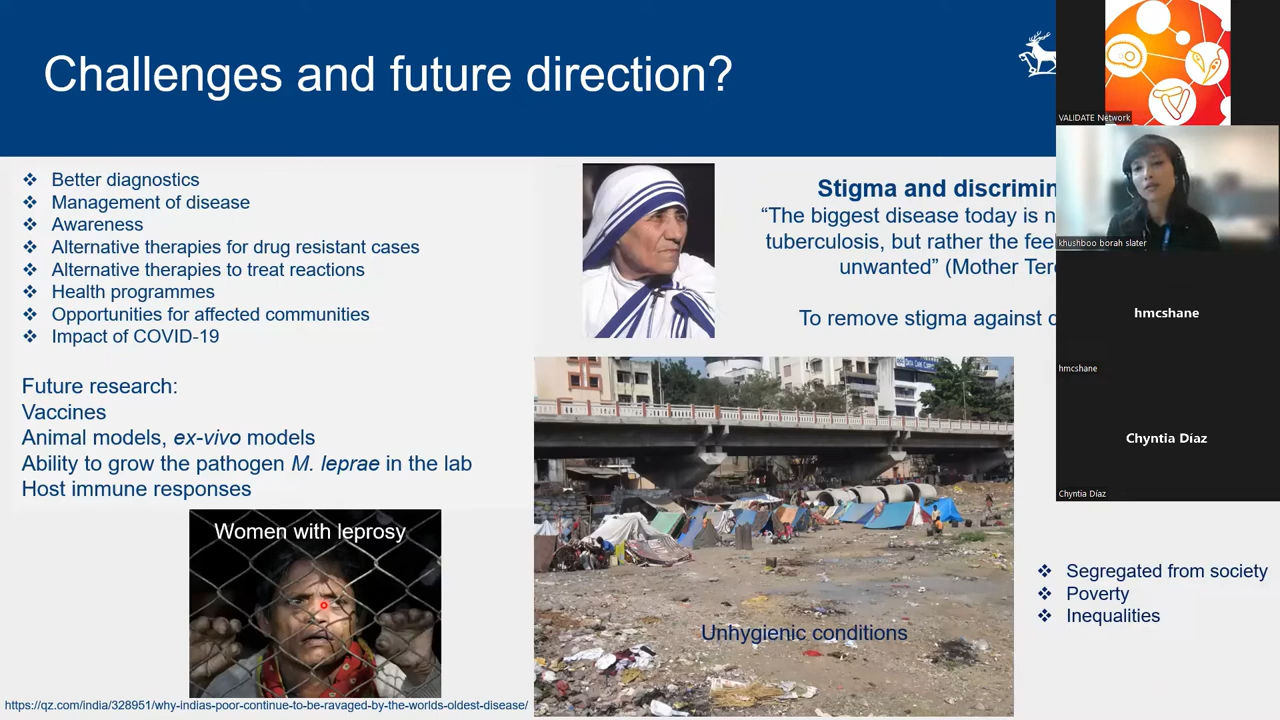 Challenges and future direction?
❖ Better diagnostics
❖ Management of disease
❖ Awareness
❖ Alternative therapies for drug resistant cases
❖ Alternative therapies to treat reactions
❖ Health programmes
❖ Opportunities for affected communities
❖ Impact of COVID-19
Future research:
Vaccines
Animal models, ex-vivo models
Ability to grow the pathogen M. leprae in the lab
Host immune responses
Women with leprosy
https://qz.com/india/328951/why-indias-poor-continue-to-be-ravaged-by-the-worlds-oldest-disease/
Stigma and discrimin
“The biggest disease today is n
tuberculosis, but rather the fee
unwanted” (Mother Ter
To remove stigma against
Unhygienic conditions
❖ Segregated from society
❖ Poverty
❖ Inequalities
VALIDATE Network
khushboo borah slater
hmcshane
hmcshane
Chyntia Díaz
Chyntia Díaz